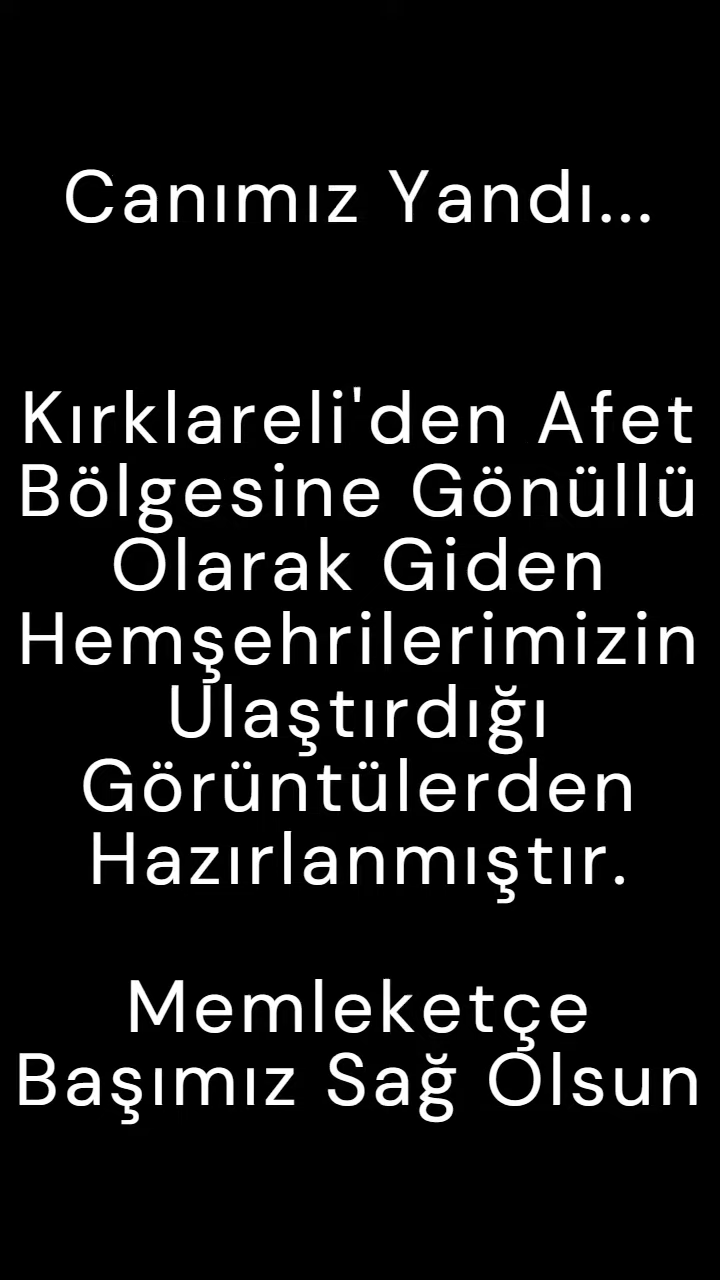 Canımız Yandı...
Kırklareli'den Afet
Bölgesine Gönüllü
Olarak Giden
Hemşehrilerimizin
Ulaştırdığı
Görüntülerden
Hazırlanmıştır.
Memleketçe
Başımız Sağ Olsun